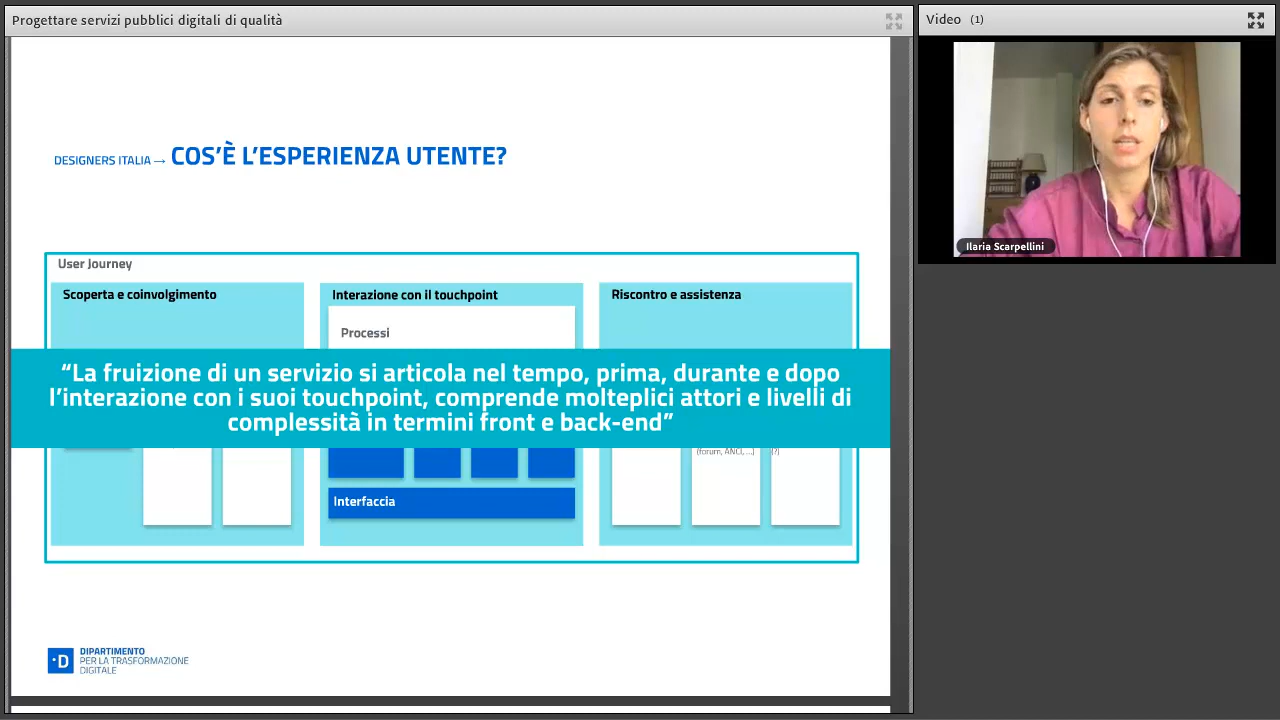 Progettare servizi pubblici digitali di qualità
Video (1)
Ilaria Scarpellini
DESIGNERS ITALIA → COS'È L'ESPERIENZA UTENTE?
User Journey
Scoperta e coinvolgimento
Interazione con il touchpoint
Riscontro e assistenza
Processi
“La fruizione di un servizio si articola nel tempo, prima, durante e dopo
l'interazione con i suoi touchpoint, comprende molteplici attori e livelli di
complessità in termini front e back-end”
(forum, ANCI, ...)
(?)
Interfaccia
·D
DIPARTIMENTO
PER LA TRASFORMAZIONE
DIGITALE